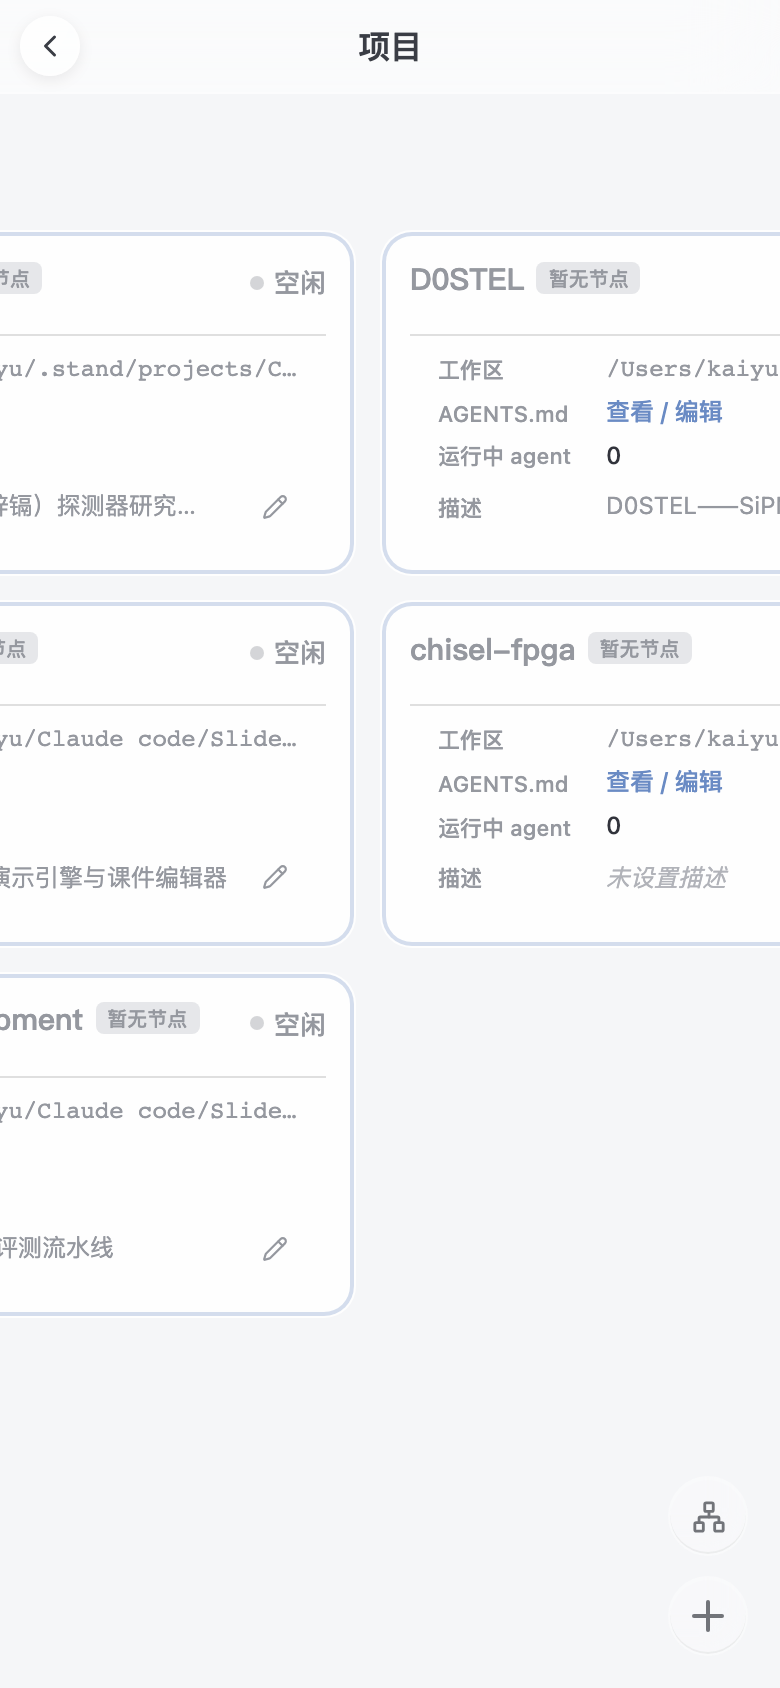 项目
节点
空闲
yu/.stand/projects/C…
锌镉）探测器研究...
D0STEL 暂无节点
工作区 /Users/kaiyu
AGENTS.md 查看 / 编辑
运行中 agent 0
描述 D0STEL——SiP
节点
空闲
yu/Claude code/Slide…
演示引擎与课件编辑器
chisel-fpga 暂无节点
工作区 /Users/kaiyu
AGENTS.md 查看 / 编辑
运行中 agent 0
描述 未设置描述
pment 暂无节点
空闲
yu/Claude code/Slide…
评测流水线